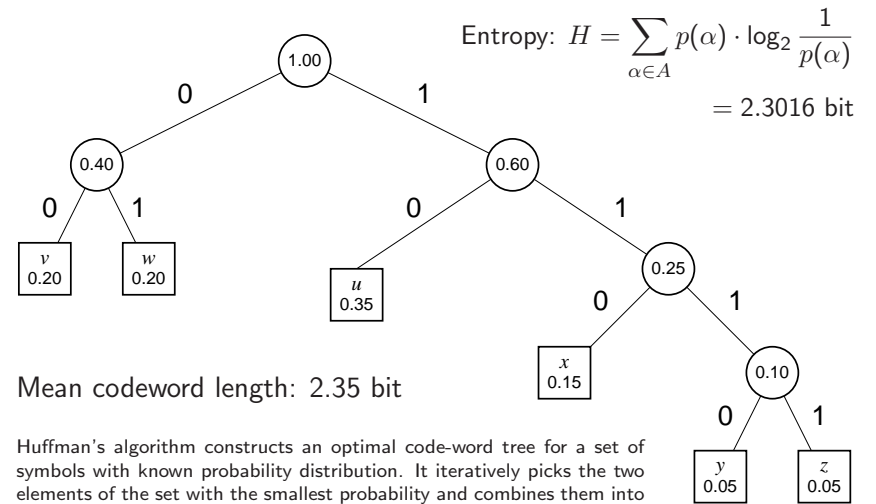 Entropy: H = ∑_{α∈A} p(α) · log₂ 1/p(α)
= 2.3016 bit
1.00
0 1
0.40 0.60
0 1 0 1
v 0.20
w 0.20
u 0.35
0.25
0 1
x 0.15
0.10
0 1
y 0.05
z 0.05
Mean codeword length: 2.35 bit
Huffman's algorithm constructs an optimal code-word tree for a set of
symbols with known probability distribution. It iteratively picks the two
elements of the set with the smallest probability and combines them into